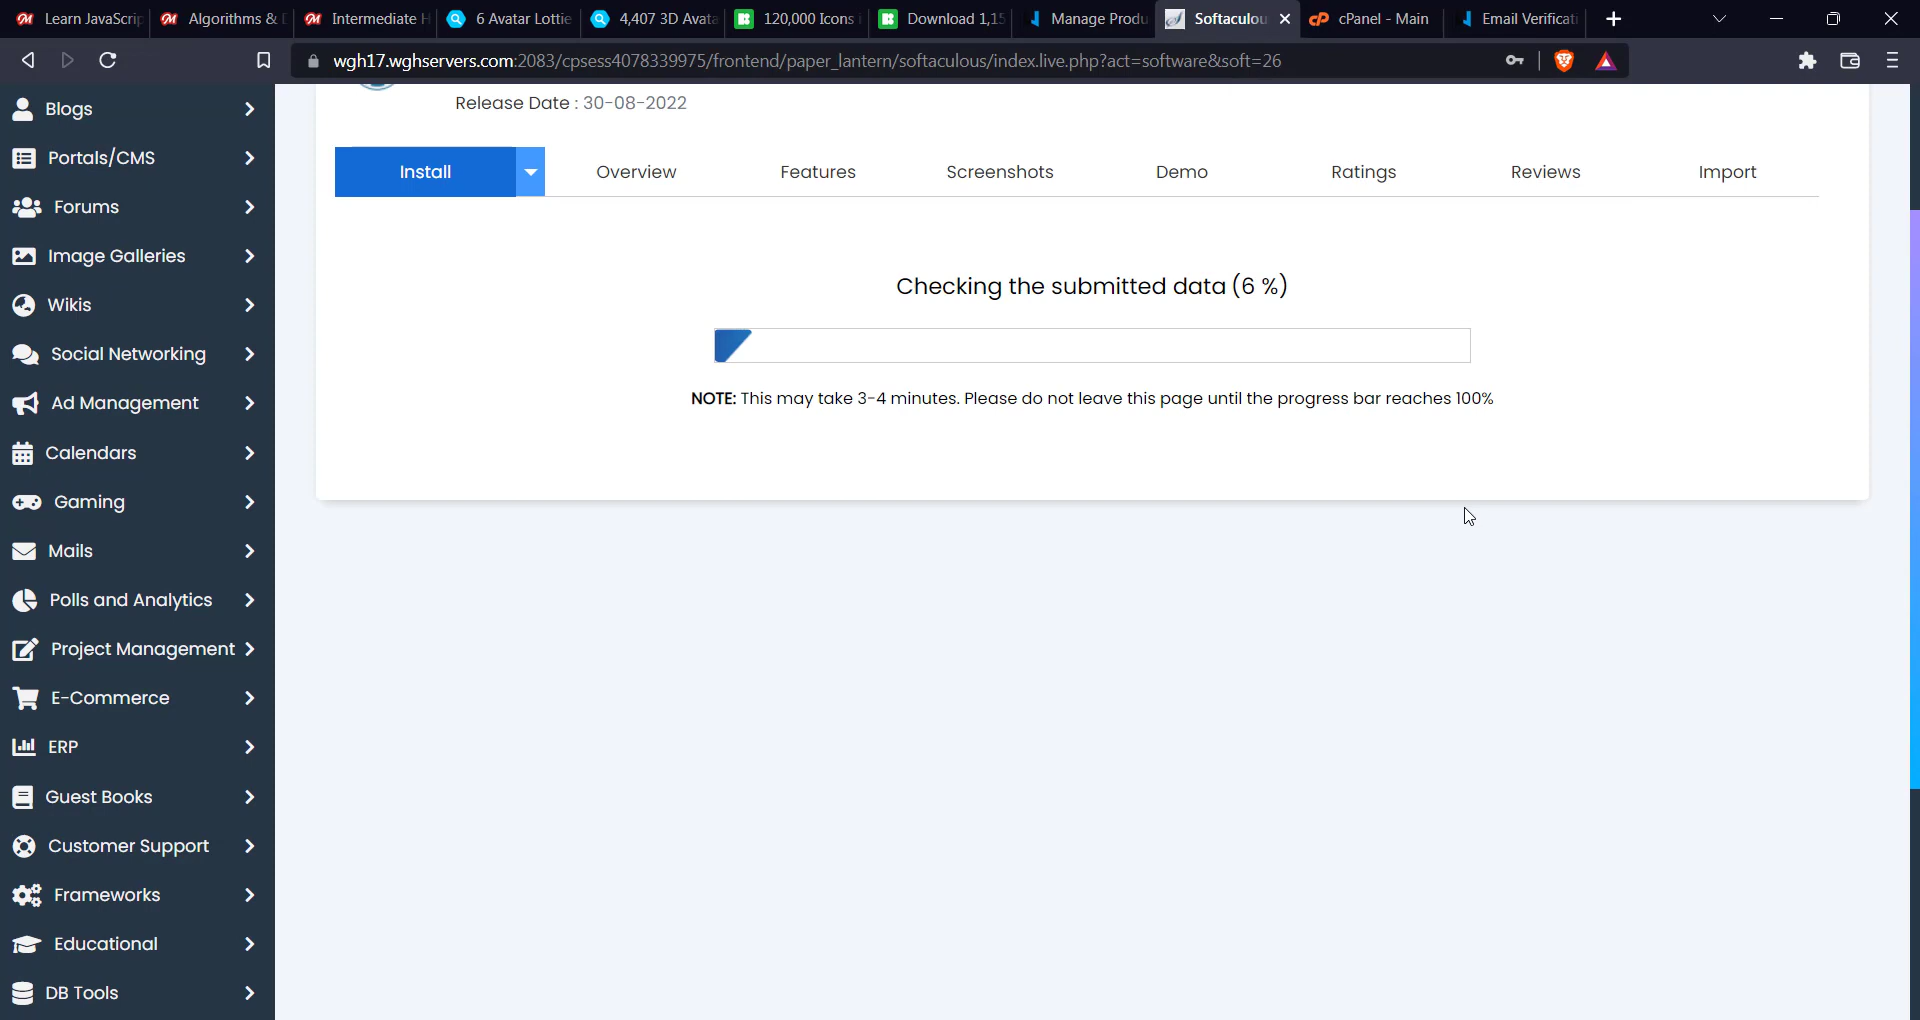 Learn JavaScrip
Algorithms &
Intermediate H
6 Avatar Lottie
4,407 3D Avata
120,000 Icons
Download 1,15
Manage Produ
Softaculou
cPanel - Main
Email Verificati
wgh17.wghservers.com:2083/cpsess4078339975/frontend/paper_lantern/softaculous/index.live.php?act=software&soft=26
Release Date : 30-08-2022
Install
Overview
Features
Screenshots
Demo
Ratings
Reviews
Import
Checking the submitted data (6 %)
NOTE: This may take 3-4 minutes. Please do not leave this page until the progress bar reaches 100%
Blogs
Portals/CMS
Forums
Image Galleries
Wikis
Social Networking
Ad Management
Calendars
Gaming
Mails
Polls and Analytics
Project Management
E-Commerce
ERP
Guest Books
Customer Support
Frameworks
Educational
DB Tools